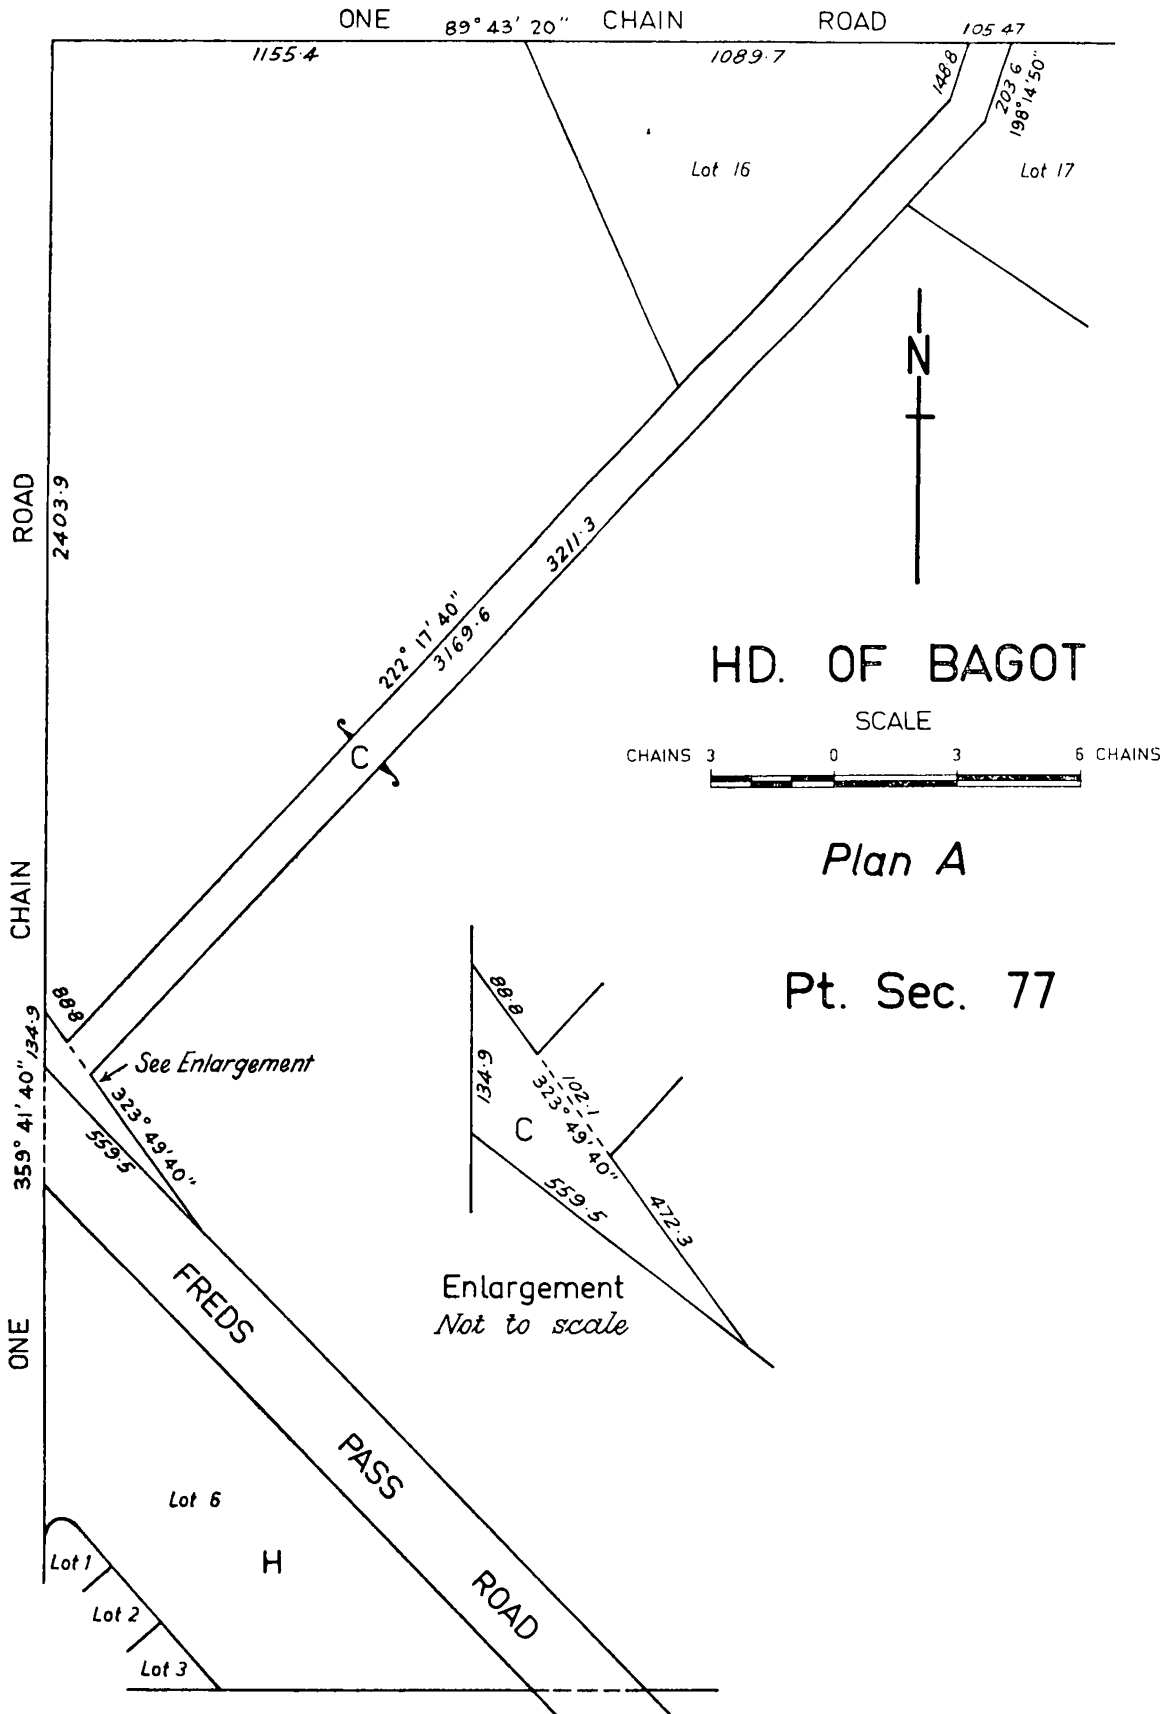 ONE 89° 43' 20" CHAIN ROAD 105 47
1155·4
1089·7
148·8
203 6
198° 14' 50"
Lot 16
Lot 17
N
ROAD
2403·9
3211·3
222° 17' 40"
3169·6
C
HD. OF BAGOT
SCALE
CHAINS 3 0 3 6 CHAINS
Plan A
Pt. Sec. 77
CHAIN
88·8
134·9
359° 41' 40"
See Enlargement
323° 49' 40"
559·5
88·8
134·9
102·1
323° 49' 40"
C
559·5
472·3
Enlargement
Not to scale
ONE
FREDS
PASS
ROAD
Lot 6
H
Lot 1
Lot 2
Lot 3